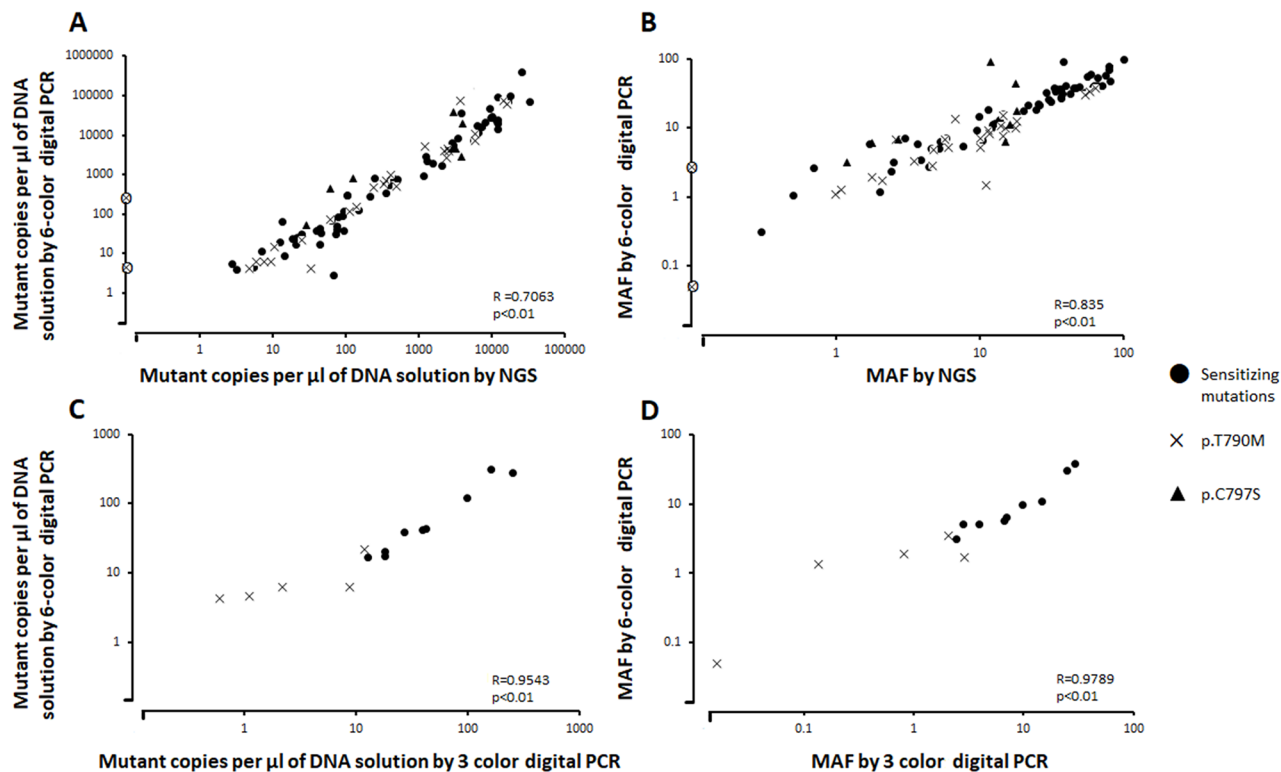 A
Mutant copies per µl of DNA
solution by 6-color digital PCR
1000000
100000
10000
1000
100
10
1
R =0.7063
p<0.01
1
10
100
1000
10000
100000
Mutant copies per µl of DNA solution by NGS
B
MAF by 6-color digital PCR
100
10
1
0.1
R=0.835
p<0.01
1
10
100
MAF by NGS
Sensitizing
mutations
p.T790M
p.C797S
C
Mutant copies per µl of DNA
solution by 6-color digital PCR
1000
100
10
1
R=0.9543
p<0.01
1
10
100
1000
Mutant copies per µl of DNA solution by 3 color digital PCR
D
MAF by 6-color digital PCR
100
10
1
0.1
R=0.9789
p<0.01
0.1
1
10
100
MAF by 3 color digital PCR